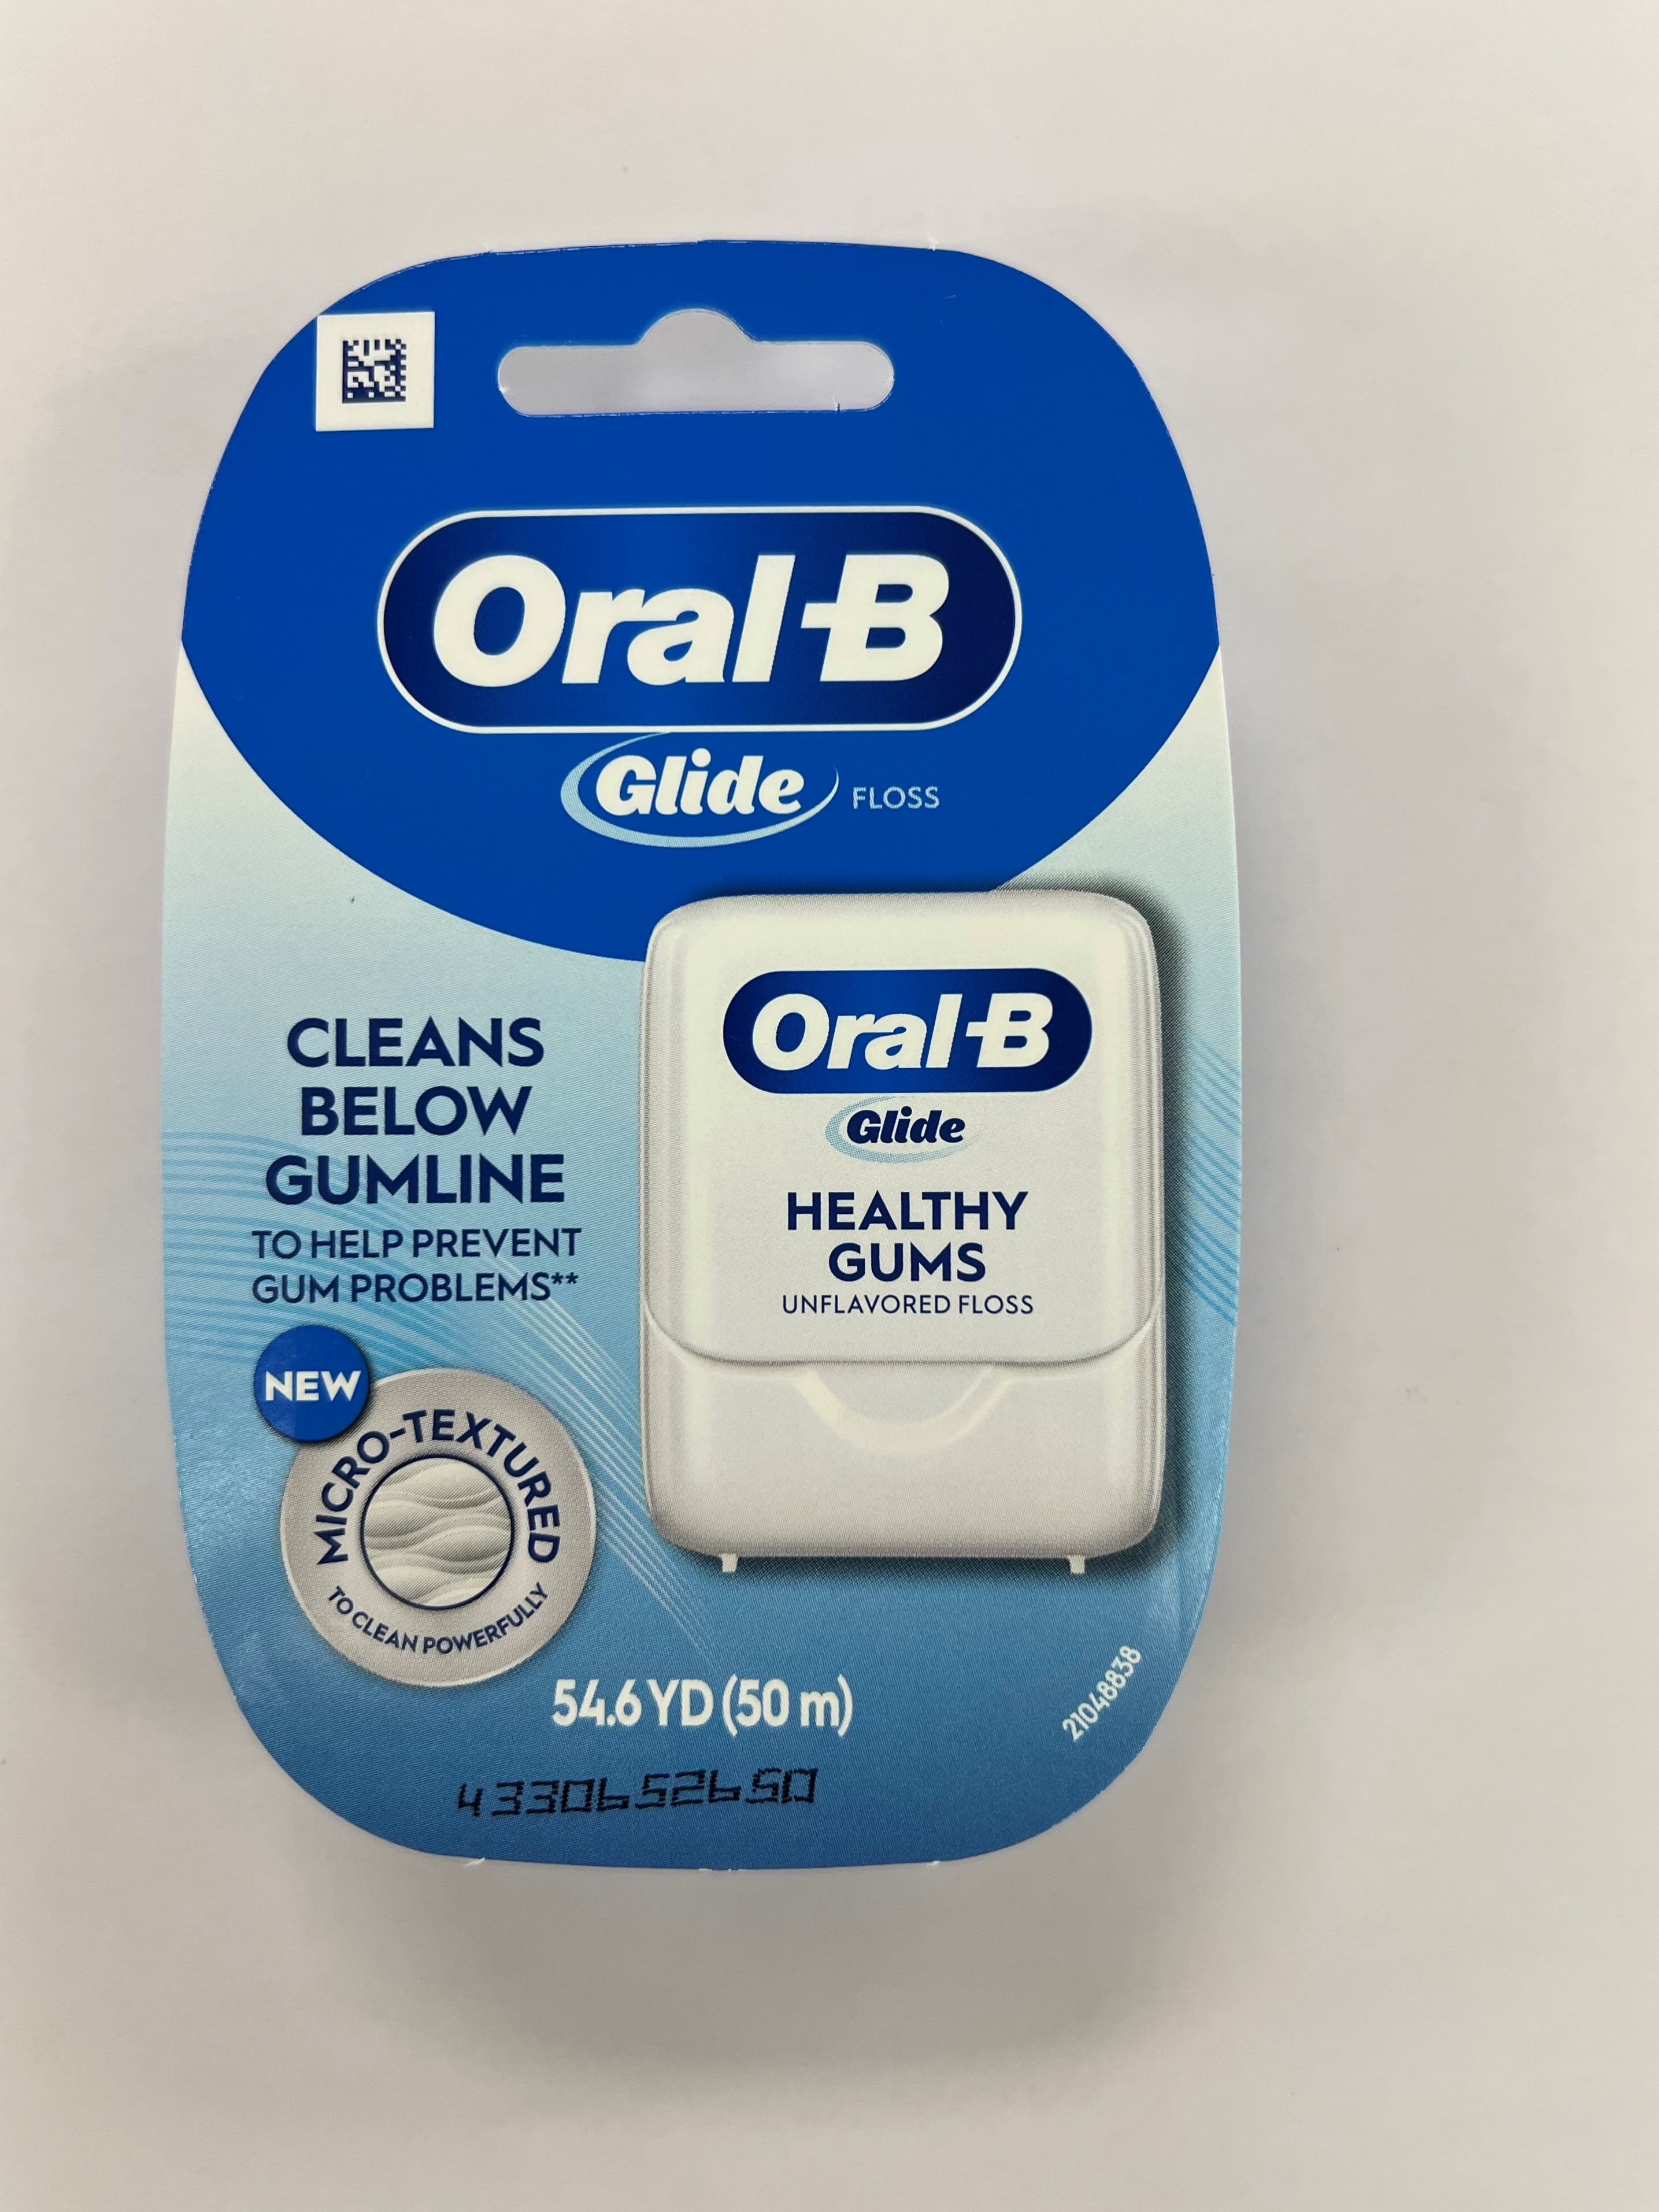 Oral-B
Glide FLOSS
CLEANS
BELOW
GUMLINE
TO HELP PREVENT
GUM PROBLEMS**
NEW
MICRO-TEXTURED
TO CLEAN POWERFULLY
Oral-B
Glide
HEALTHY
GUMS
UNFLAVORED FLOSS
54.6 YD (50 m)
21048838
4330652650